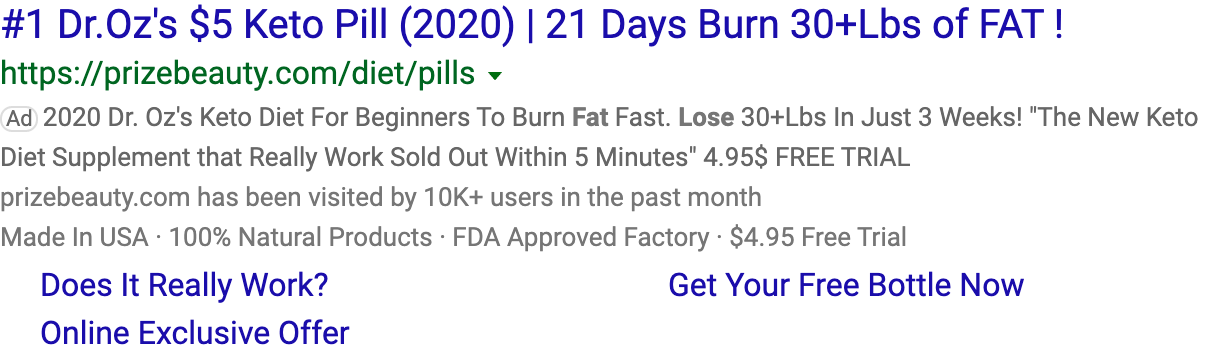 #1 Dr.Oz's $5 Keto Pill (2020) | 21 Days Burn 30+Lbs of FAT !
https://prizebeauty.com/diet/pills
Ad 2020 Dr. Oz's Keto Diet For Beginners To Burn Fat Fast. Lose 30+Lbs In Just 3 Weeks! "The New Keto
Diet Supplement that Really Work Sold Out Within 5 Minutes" 4.95$ FREE TRIAL
prizebeauty.com has been visited by 10K+ users in the past month
Made In USA · 100% Natural Products · FDA Approved Factory · $4.95 Free Trial
Does It Really Work?
Get Your Free Bottle Now
Online Exclusive Offer